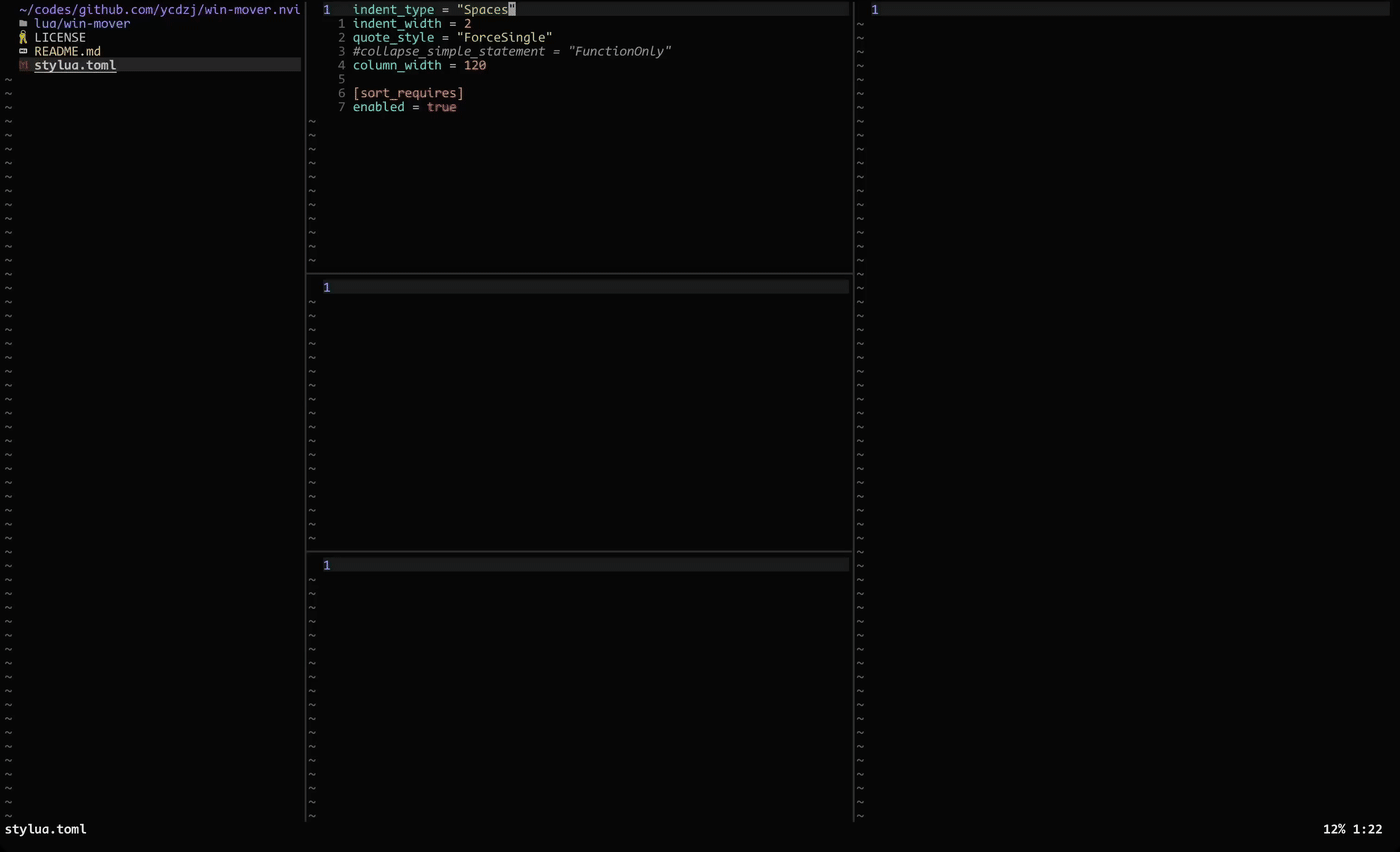 ~/codes/github.com/ycdzj/win-mover.nvi
lua/win-mover
LICENSE
README.md
stylua.toml
1 indent_type = "Spaces"
1 indent_width = 2
2 quote_style = "ForceSingle"
3 #collapse_simple_statement = "FunctionOnly"
4 column_width = 120
5
6 [sort_requires]
7 enabled = true
1
1
1
stylua.toml
12% 1:22